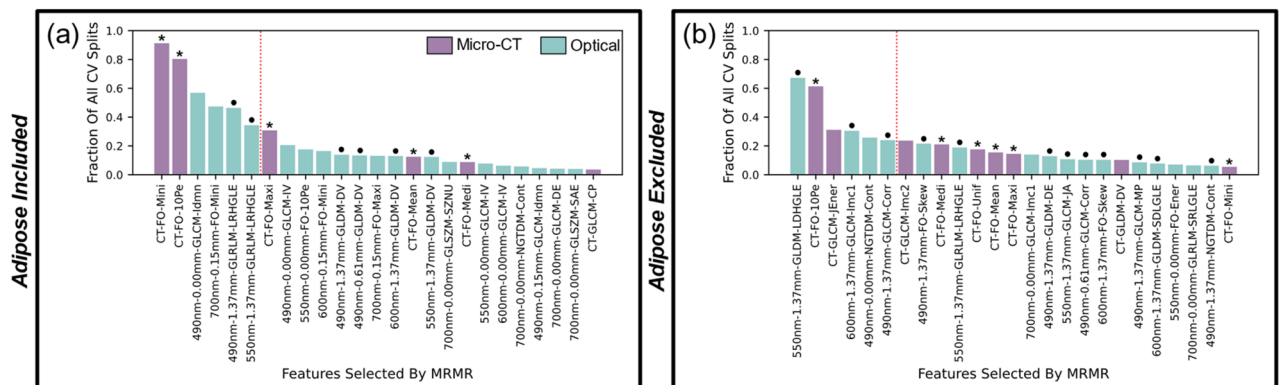 Adipose Included
(a)
Micro-CT
Optical
Fraction Of All CV Splits
1.0
0.8
0.6
0.4
0.2
0.0
CT-FO-Mini
CT-FO-10Pe
490nm-0.00mm-GLCM-Idmn
700nm-0.15mm-FO-Mini
490nm-1.37mm-GLRLM-LRHGLE
550nm-1.37mm-GLRLM-LRHGLE
CT-FO-Maxi
490nm-0.00mm-GLCM-IV
550nm-0.00mm-FO-10Pe
600nm-0.15mm-FO-Mini
490nm-1.37mm-GLDM-DV
490nm-0.61mm-GLDM-DV
700nm-0.15mm-FO-Maxi
600nm-1.37mm-GLDM-DV
CT-FO-Mean
550nm-1.37mm-GLDM-DV
700nm-0.00mm-GLSZM-SZNU
CT-FO-Medi
550nm-0.00mm-GLCM-IV
600nm-0.00mm-GLCM-IV
700nm-0.00mm-NGTDM-Cont
490nm-0.15mm-GLCM-Idmn
700nm-0.00mm-GLCM-DE
700nm-0.00mm-GLSZM-SAE
CT-GLCM-CP
Features Selected By MRMR
Adipose Excluded
(b)
Fraction Of All CV Splits
1.0
0.8
0.6
0.4
0.2
0.0
550nm-1.37mm-GLDM-LDHGLE
CT-FO-10Pe
CT-GLCM-JEner
600nm-1.37mm-GLCM-Imc1
490nm-0.00mm-NGTDM-Cont
490nm-1.37mm-GLCM-Corr
CT-GLCM-Imc2
490nm-1.37mm-FO-Skew
CT-FO-Medi
550nm-1.37mm-GLRLM-LRHGLE
CT-FO-Unif
CT-FO-Mean
CT-FO-Maxi
700nm-0.00mm-GLCM-Imc1
490nm-1.37mm-GLDM-DE
550nm-1.37mm-GLCM-JA
490nm-0.61mm-GLCM-Corr
600nm-1.37mm-FO-Skew
CT-GLDM-DV
490nm-1.37mm-GLCM-MP
600nm-1.37mm-GLDM-SDLGLE
550nm-0.00mm-FO-Ener
700nm-0.00mm-GLRLM-SRLGLE
490nm-1.37mm-NGTDM-Cont
CT-FO-Mini
Features Selected By MRMR